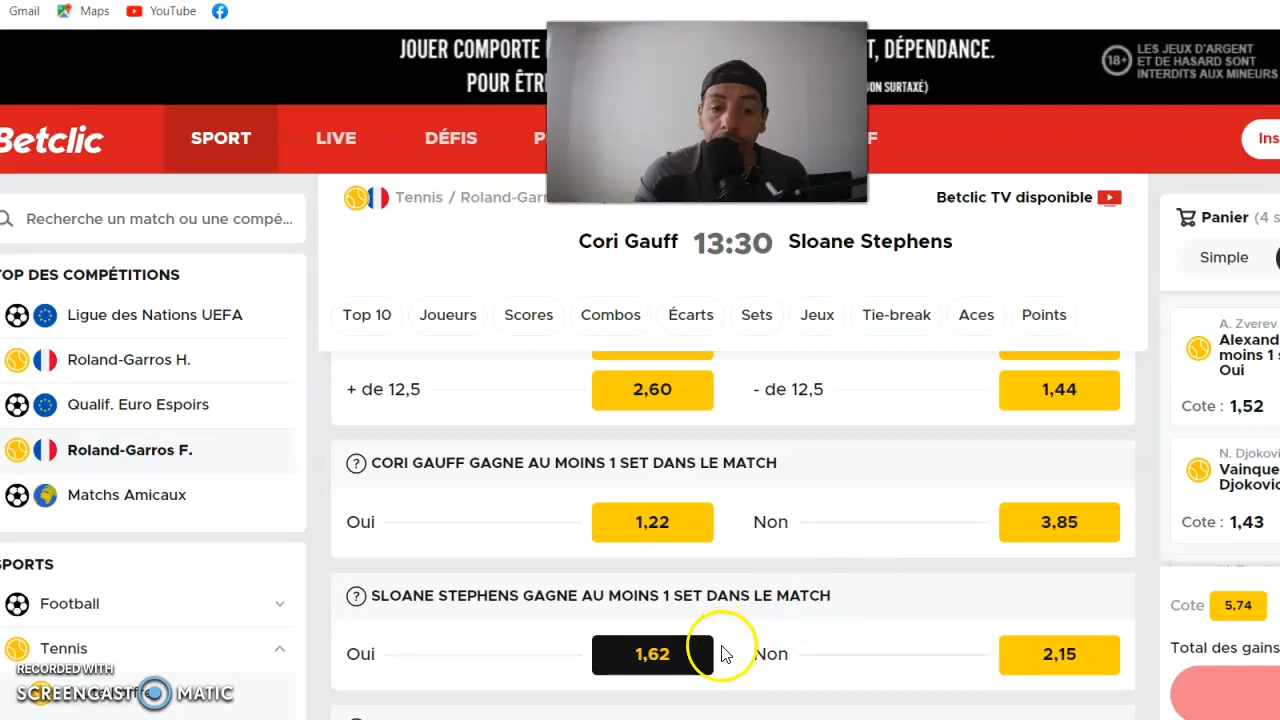 Gmail Maps YouTube
JOUER COMPORTE
T, DÉPENDANCE.
POUR ÊTR
ION SURTAXÉ)
18+
LES JEUX D'ARGENT
ET DE HASARD SONT
INTERDITS AUX MINEURS
Betclic
SPORT
LIVE
DÉFIS
P
F
Ins
Recherche un match ou une compé...
TOP DES COMPÉTITIONS
Ligue des Nations UEFA
Roland-Garros H.
Qualif. Euro Espoirs
Roland-Garros F.
Matchs Amicaux
SPORTS
Football
Tennis
RECORDED WITH
SCREENCAST MATIC
Tennis / Roland-Garr
Betclic TV disponible
Cori Gauff 13:30 Sloane Stephens
Top 10 Joueurs Scores Combos Écarts Sets Jeux Tie-break Aces Points
+ de 12,5 2,60 - de 12,5 1,44
? CORI GAUFF GAGNE AU MOINS 1 SET DANS LE MATCH
Oui 1,22 Non 3,85
? SLOANE STEPHENS GAGNE AU MOINS 1 SET DANS LE MATCH
Oui 1,62 Non 2,15
Panier (4 s
Simple
A. Zverev
Alexand
moins 1 s
Oui
Cote : 1,52
N. Djokovi
Vainque
Djokovic
Cote : 1,43
Cote 5,74
Total des gains